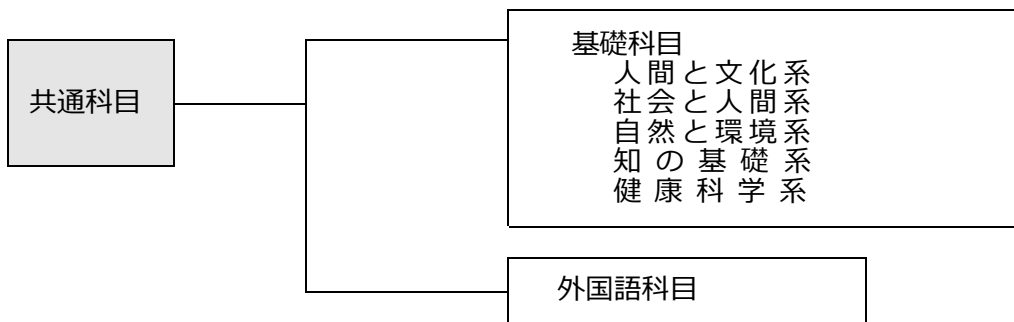 共通科目
基礎科目
人間と文化系
社会と人間系
自然と環境系
知の基礎系
健康科学系
外国語科目